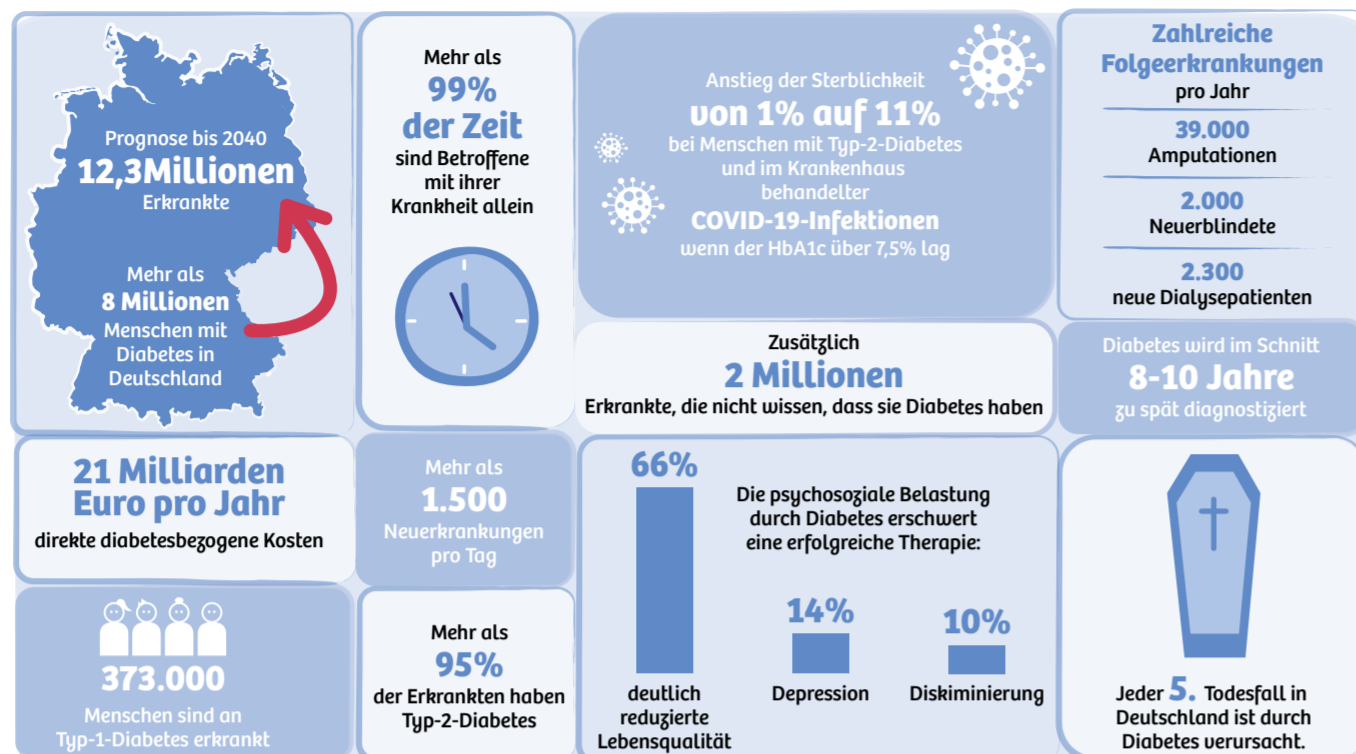 Prognose bis 2040
12,3Millionen
Erkrankte
Mehr als
8 Millionen
Menschen mit
Diabetes in
Deutschland
Mehr als
99%
der Zeit
sind Betroffene
mit ihrer
Krankheit allein
Anstieg der Sterblichkeit
von 1% auf 11%
bei Menschen mit Typ-2-Diabetes
und im Krankenhaus
behandelter
COVID-19-Infektionen
wenn der HbA1c über 7,5% lag
Zahlreiche
Folgeerkrankungen
pro Jahr
39.000
Amputationen
2.000
Neuerblindete
2.300
neue Dialysepatienten
Zusätzlich
2 Millionen
Erkrankte, die nicht wissen, dass sie Diabetes haben
Diabetes wird im Schnitt
8-10 Jahre
zu spät diagnostiziert
21 Milliarden
Euro pro Jahr
direkte diabetesbezogene Kosten
Mehr als
1.500
Neuerkrankungen
pro Tag
373.000
Menschen sind an
Typ-1-Diabetes erkrankt
Mehr als
95%
der Erkrankten haben
Typ-2-Diabetes
Die psychosoziale Belastung
durch Diabetes erschwert
eine erfolgreiche Therapie:
66%
deutlich
reduzierte
Lebensqualität
14%
Depression
10%
Diskiminierung
Jeder 5. Todesfall in
Deutschland ist durch
Diabetes verursacht.